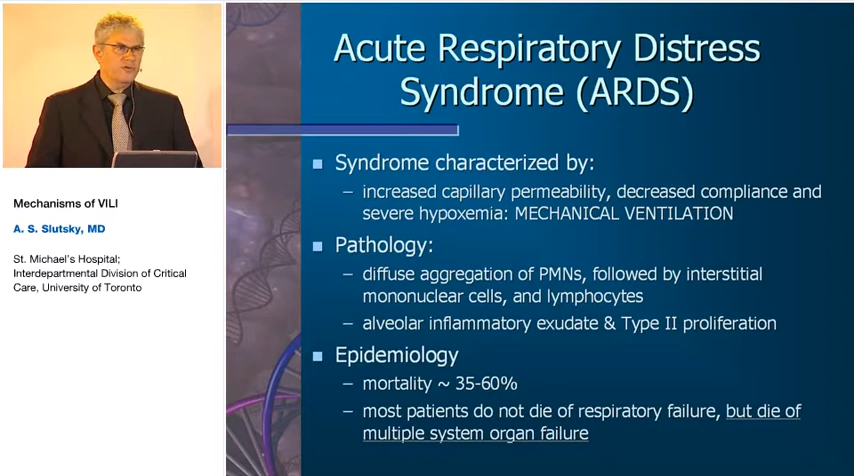 Acute Respiratory Distress
Syndrome (ARDS)
Mechanisms of VILI
A. S. Slutsky, MD
St. Michael's Hospital;
Interdepartmental Division of Critical
Care, University of Toronto
Syndrome characterized by:
– increased capillary permeability, decreased compliance and
severe hypoxemia: MECHANICAL VENTILATION
Pathology:
– diffuse aggregation of PMNs, followed by interstitial
mononuclear cells, and lymphocytes
– alveolar inflammatory exudate & Type II proliferation
Epidemiology
– mortality ~ 35-60%
– most patients do not die of respiratory failure, but die of
multiple system organ failure